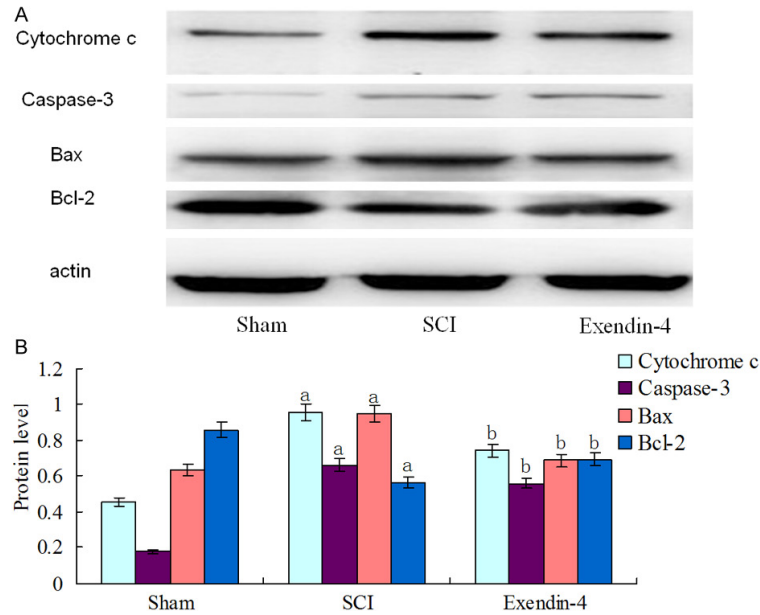 A
Cytochrome c
Caspase-3
Bax
Bcl-2
actin
Sham SCI Exendin-4
B
Protein level
1.2
1
0.8
0.6
0.4
0.2
0
a a
a
a
b
b
b b
Cytochrome c
Caspase-3
Bax
Bcl-2
Sham SCI Exendin-4